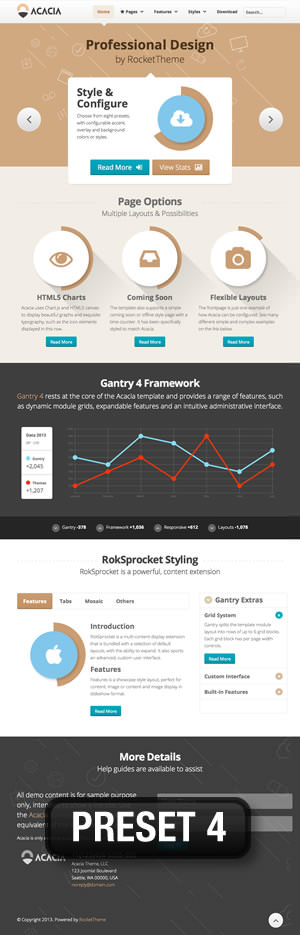 ACACIA
Home Pages Features Styles Download Search...
Professional Design
by RocketTheme
Style &
Configure
Choose from eight presets,
with configurable accent,
overlay and background
colors or styles.
Read More View Stats
Page Options
Multiple Layouts & Possibilities
HTML5 Charts Coming Soon Flexible Layouts
Acacia uses Chart.js and HTML5 canvas
to display beautiful graphs and exquisite
typography, such as the icon elements
displayed in this row.
The template also supports a simple
coming soon or offline style page with a
time counter. It has been specifically
styled to match Acacia.
The frontpage is just one example of
how Acacia can be configured. See many
different simple and complex examples
on the live below.
Read More Read More Read More
Gantry 4 Framework
Gantry 4 rests at the core of the Acacia template and provides a range of features, such
as dynamic module grids, expandable features and an intuitive administrative interface.
Data 2013
Gantry
+2,045
Themes
+1,207
Gantry -378 Framework +1,036 Responsive +612 Layouts -1,078
RokSprocket Styling
RokSprocket is a powerful, content extension
Features Tabs Mosaic Others
Introduction
RokSprocket is a multi-content display extension
that is bundled with a selection of default
layouts, with the ability to expand. It also sports
an advanced, custom user interface.
Features
Features is a showcase style layout, perfect for
content, image or content and image display in
slideshow format.
Read More
Gantry Extras
Grid System
Gantry splits the template module
layout into rows of up to 6 grid blocks.
Each grid block has per page width
controls.
Read More
Custom Interface
Built-in Features
More Details
Help guides are available to assist
All demo content is for sample purpose
only, inten
the Acacia
equivalent
Acacia is only
PRESET 4
ACACIA
Acacia Theme, LLC
123 Joomla! Boulevard
Seattle, WA 00000, USA
noreply@domain.com
© Copyright 2013. Powered by RocketTheme